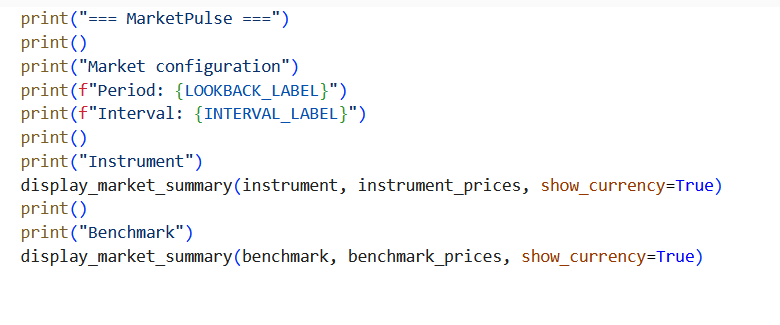 print("=== MarketPulse ===")
print()
print("Market configuration")
print(f"Period: {LOOKBACK_LABEL}")
print(f"Interval: {INTERVAL_LABEL}")
print()
print("Instrument")
display_market_summary(instrument, instrument_prices, show_currency=True)
print()
print("Benchmark")
display_market_summary(benchmark, benchmark_prices, show_currency=True)